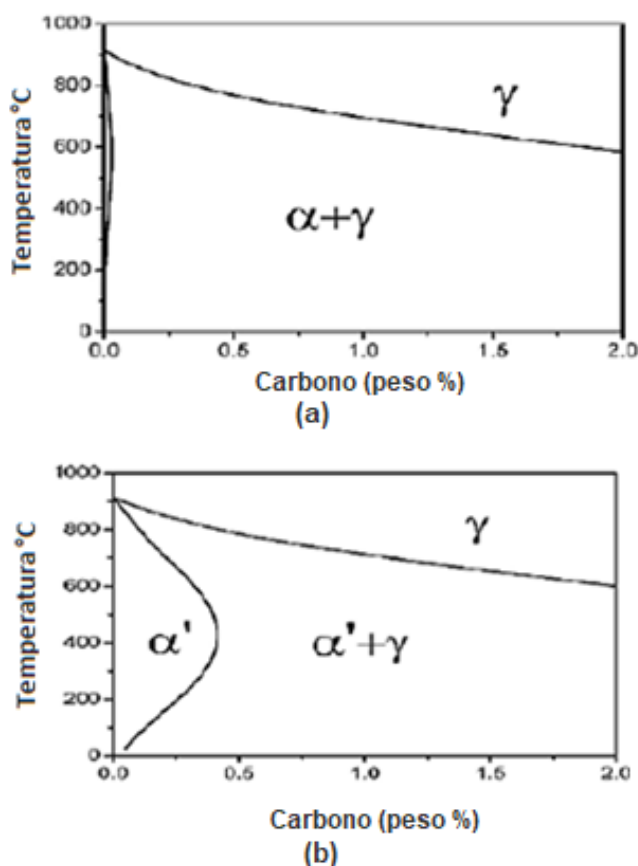 1000
800
600
400
200
0
Temperatura °C
γ
α+γ
0.0 0.5 1.0 1.5 2.0
Carbono (peso %)
(a)
1000
800
600
400
200
0
Temperatura °C
γ
α'
α'+γ
0.0 0.5 1.0 1.5 2.0
Carbono (peso %)
(b)